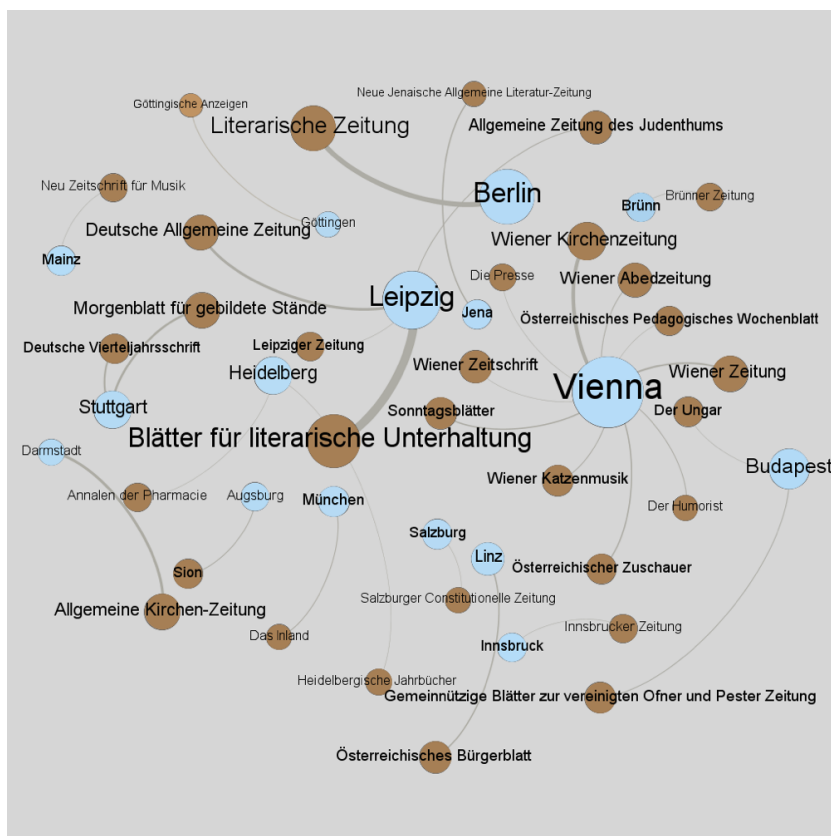 Neue Jenaische Allgemeine Literatur-Zeitung
Göttingische Anzeigen
Literarische Zeitung
Allgemeine Zeitung des Judenthums
Neu Zeitschrift für Musik
Berlin
Brünner Zeitung
Brünn
Göttingen
Deutsche Allgemeine Zeitung
Wiener Kirchenzeitung
Mainz
Die Presse
Wiener Abedzeitung
Leipzig
Morgenblatt für gebildete Stände
Jena
Österreichisches Pedagogisches Wochenblatt
Deutsche Vierteljahrsschrift
Leipziger Zeitung
Heidelberg
Wiener Zeitschrift
Wiener Zeitung
Vienna
Stuttgart
Sonntagsblätter
Der Ungar
Blätter für literarische Unterhaltung
Darmstadt
Budapest
Wiener Katzenmusik
Annalen der Pharmacie
Augsburg
München
Der Humorist
Salzburg
Linz
Sion
Österreichischer Zuschauer
Salzburger Constitutionelle Zeitung
Allgemeine Kirchen-Zeitung
Innsbrucker Zeitung
Das Inland
Innsbruck
Heidelbergische Jahrbücher
Gemeinnützige Blätter zur vereinigten Ofner und Pester Zeitung
Österreichisches Bürgerblatt